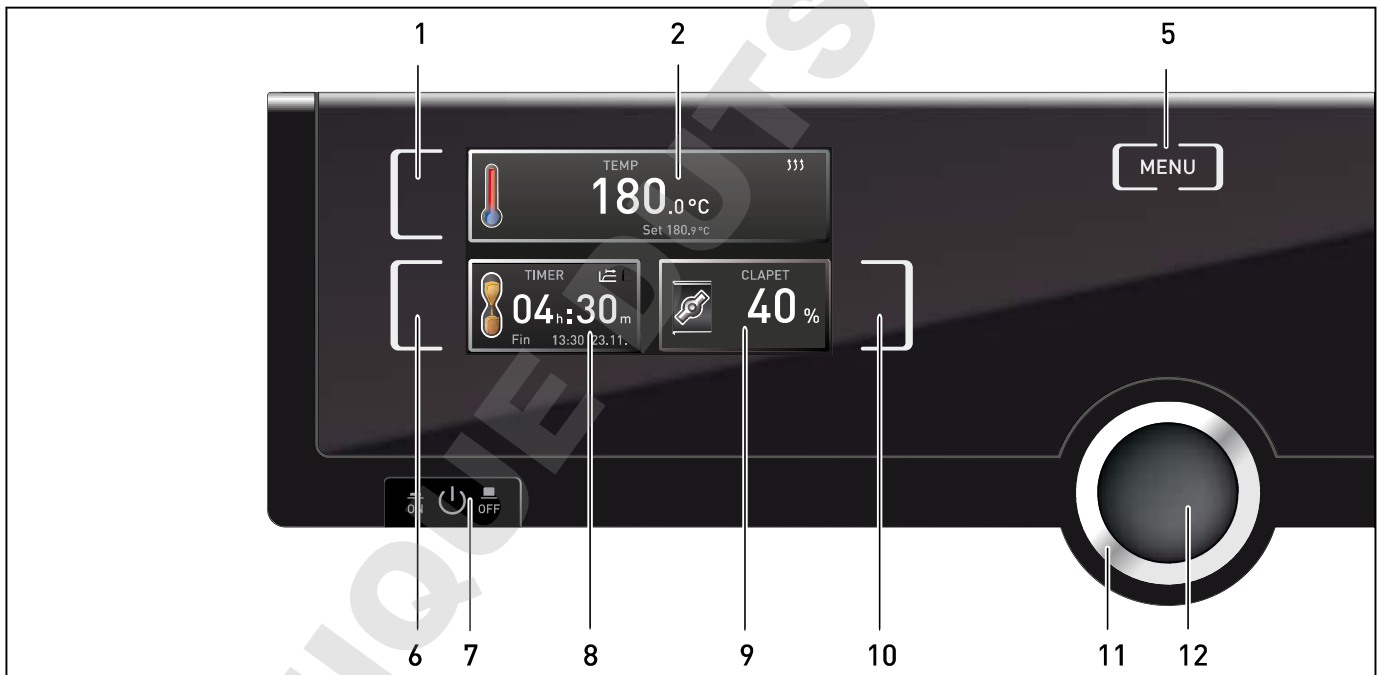 1 2 5
TEMP
180.0°C
Set 180.9°C
MENU
TIMER
04h:30m
Fin 13:30 23.11.
CLAPET
40 %
ON OFF
6 7 8 9 10 11 12